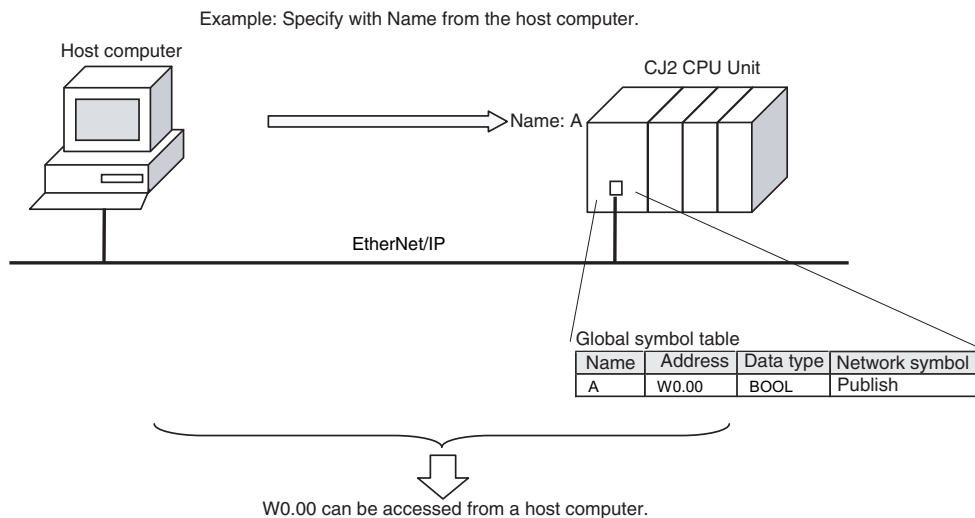 Example: Specify with Name from the host computer.
Host computer
CJ2 CPU Unit
Name: A
EtherNet/IP
Global symbol table
Name Address Data type Network symbol
A W0.00 BOOL Publish
W0.00 can be accessed from a host computer.